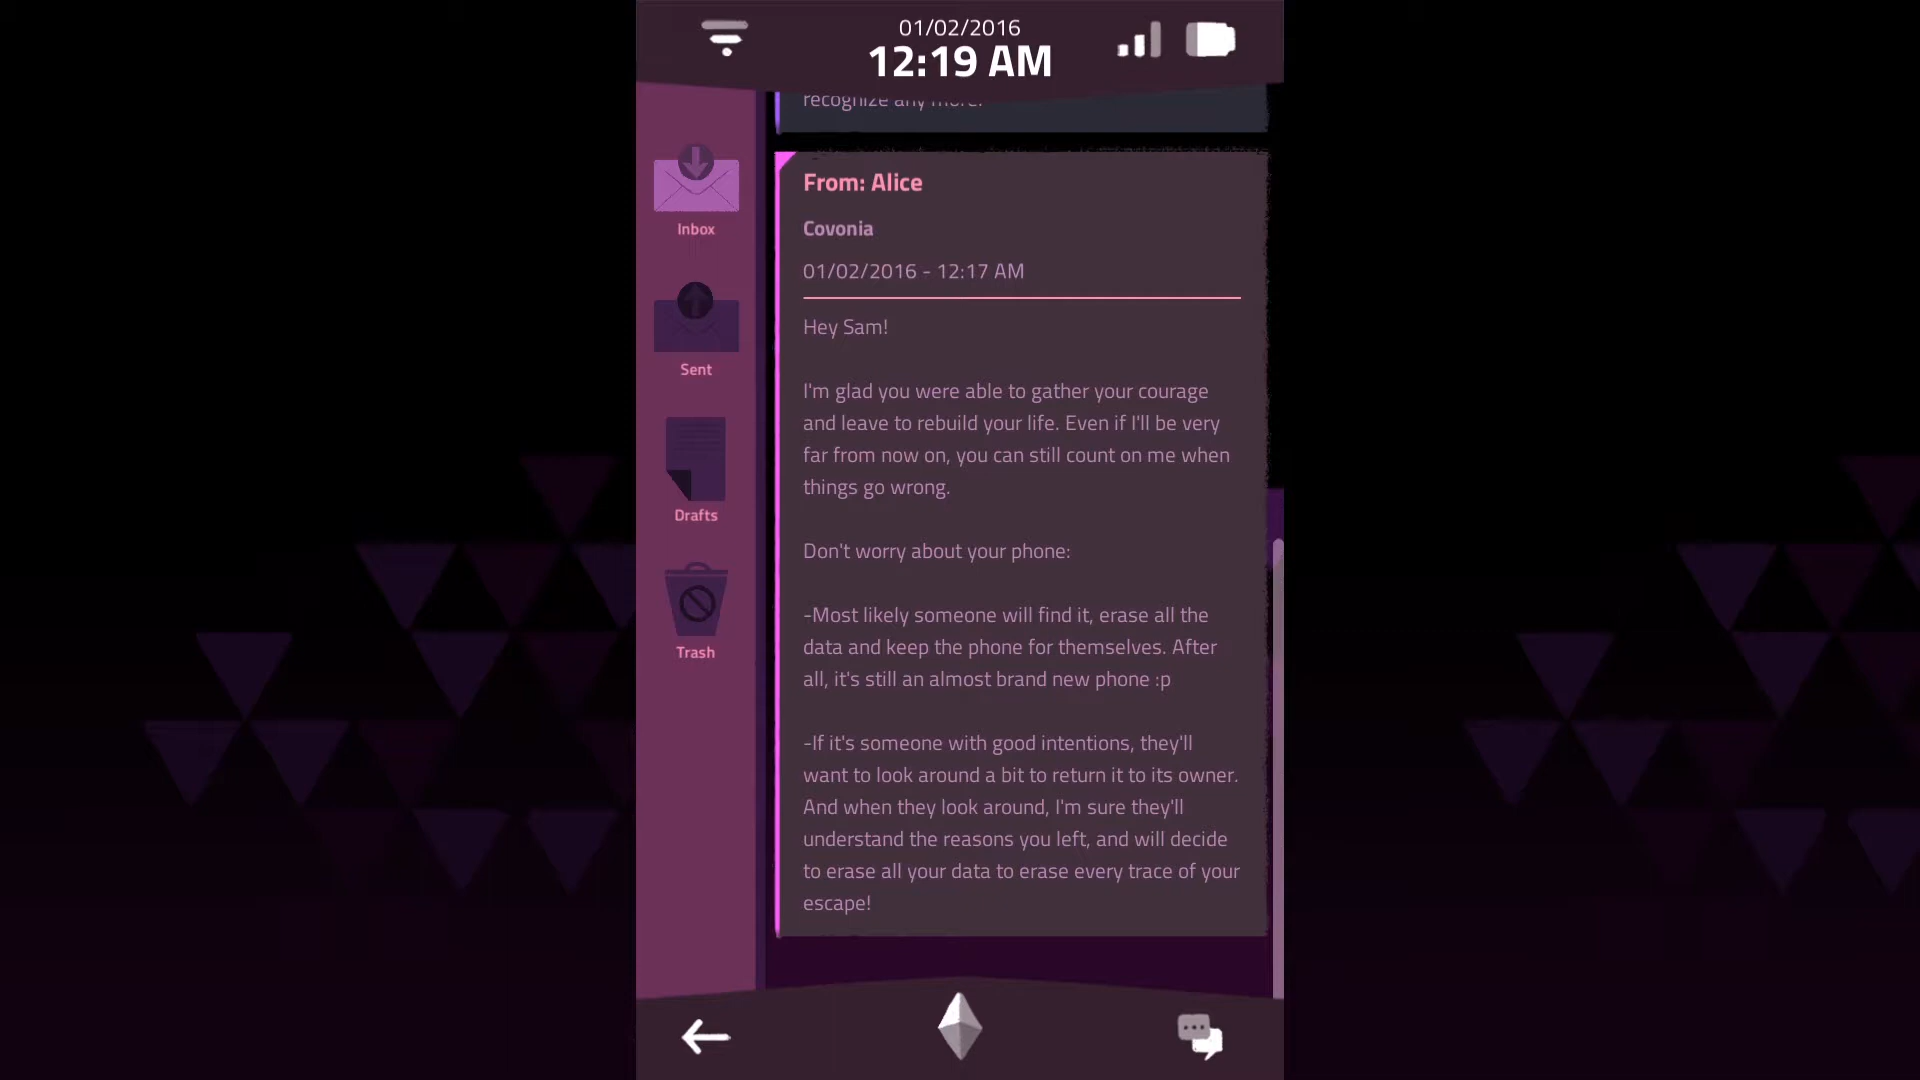 01/02/2016
12:19 AM
recognize any more.
From: Alice
Covonia
01/02/2016 - 12:17 AM
Hey Sam!
I'm glad you were able to gather your courage
and leave to rebuild your life. Even if I'll be very
far from now on, you can still count on me when
things go wrong.
Don't worry about your phone:
-Most likely someone will find it, erase all the
data and keep the phone for themselves. After
all, it's still an almost brand new phone :p
-If it's someone with good intentions, they'll
want to look around a bit to return it to its owner.
And when they look around, I'm sure they'll
understand the reasons you left, and will decide
to erase all your data to erase every trace of your
escape!
Inbox
Sent
Drafts
Trash